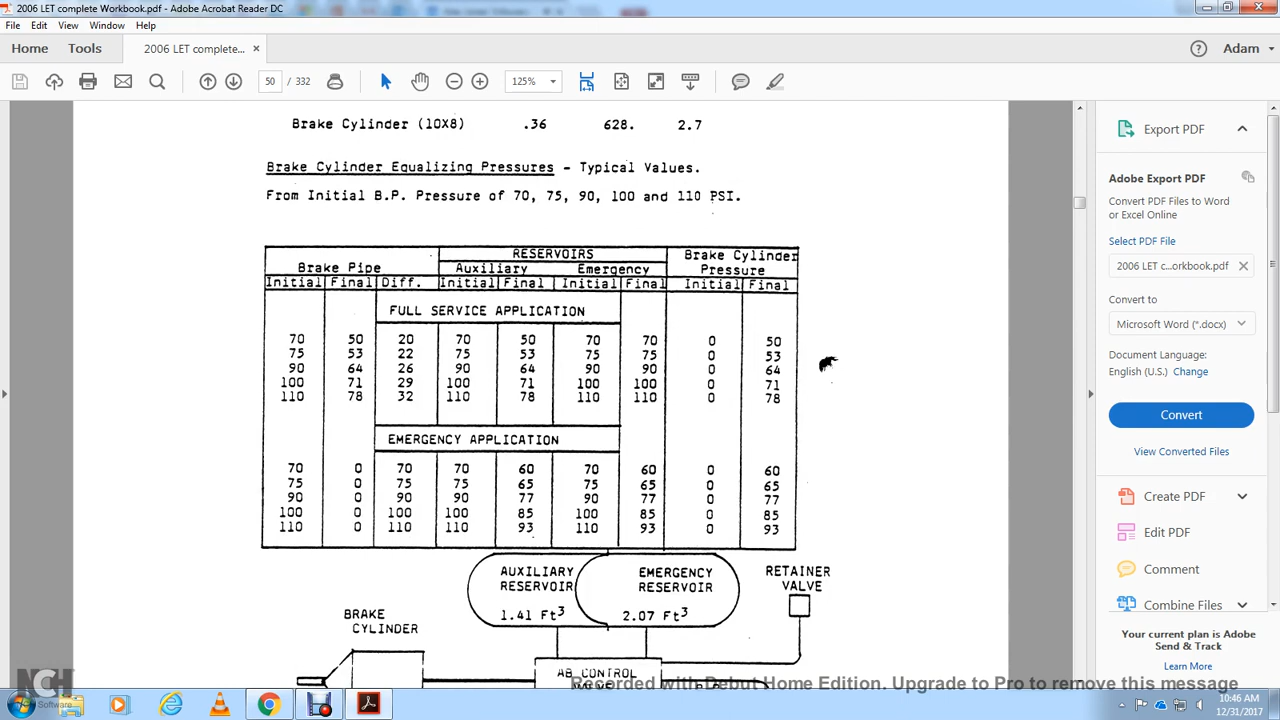 2006 LET complete Workbook.pdf - Adobe Acrobat Reader DC
File Edit View Window Help
Home Tools 2006 LET complete... × Adam
50 / 332 125%
Brake Cylinder (10X8) .36 628. 2.7
Brake Cylinder Equalizing Pressures - Typical Values.
From Initial B.P. Pressure of 70, 75, 90, 100 and 110 PSI.
Brake Pipe RESERVOIRS Brake Cylinder Pressure
Auxiliary Emergency
Initial Final Diff. Initial Final Initial Final Initial Final
FULL SERVICE APPLICATION
70 50 20 70 50 70 70 0 50
75 53 22 75 53 75 75 0 53
90 64 26 90 64 90 90 0 64
100 71 29 100 71 100 100 0 71
110 78 32 110 78 110 110 0 78
EMERGENCY APPLICATION
70 0 70 70 60 70 60 0 60
75 0 75 75 65 75 65 0 65
90 0 90 90 77 90 77 0 77
100 0 100 100 85 100 85 0 85
110 0 110 110 93 110 93 0 93
AUXILIARY RESERVOIR
1.41 Ft³
EMERGENCY RESERVOIR
2.07 Ft³
RETAINER
VALVE
BRAKE
CYLINDER
AB CONTROL
Export PDF
Adobe Export PDF
Convert PDF Files to Word
or Excel Online
Select PDF File
2006 LET c...orkbook.pdf ×
Convert to
Microsoft Word (*.docx)
Document Language:
English (U.S.) Change
Convert
View Converted Files
Create PDF
Edit PDF
Comment
Combine Files
Your current plan is Adobe
Send & Track
Learn More
NCH Software
Recorded with Debut Home Edition. Upgrade to Pro to remove this message
10:46 AM
12/31/2017